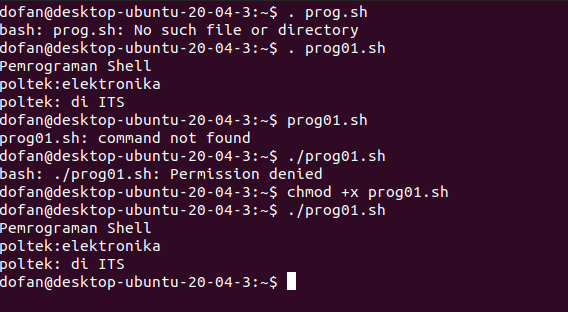 dofan@desktop-ubuntu-20-04-3:~$ . prog.sh
bash: prog.sh: No such file or directory
dofan@desktop-ubuntu-20-04-3:~$ . prog01.sh
Pemrograman Shell
poltek:elektronika
poltek: di ITS
dofan@desktop-ubuntu-20-04-3:~$ prog01.sh
prog01.sh: command not found
dofan@desktop-ubuntu-20-04-3:~$ ./prog01.sh
bash: ./prog01.sh: Permission denied
dofan@desktop-ubuntu-20-04-3:~$ chmod +x prog01.sh
dofan@desktop-ubuntu-20-04-3:~$ ./prog01.sh
Pemrograman Shell
poltek:elektronika
poltek: di ITS
dofan@desktop-ubuntu-20-04-3:~$